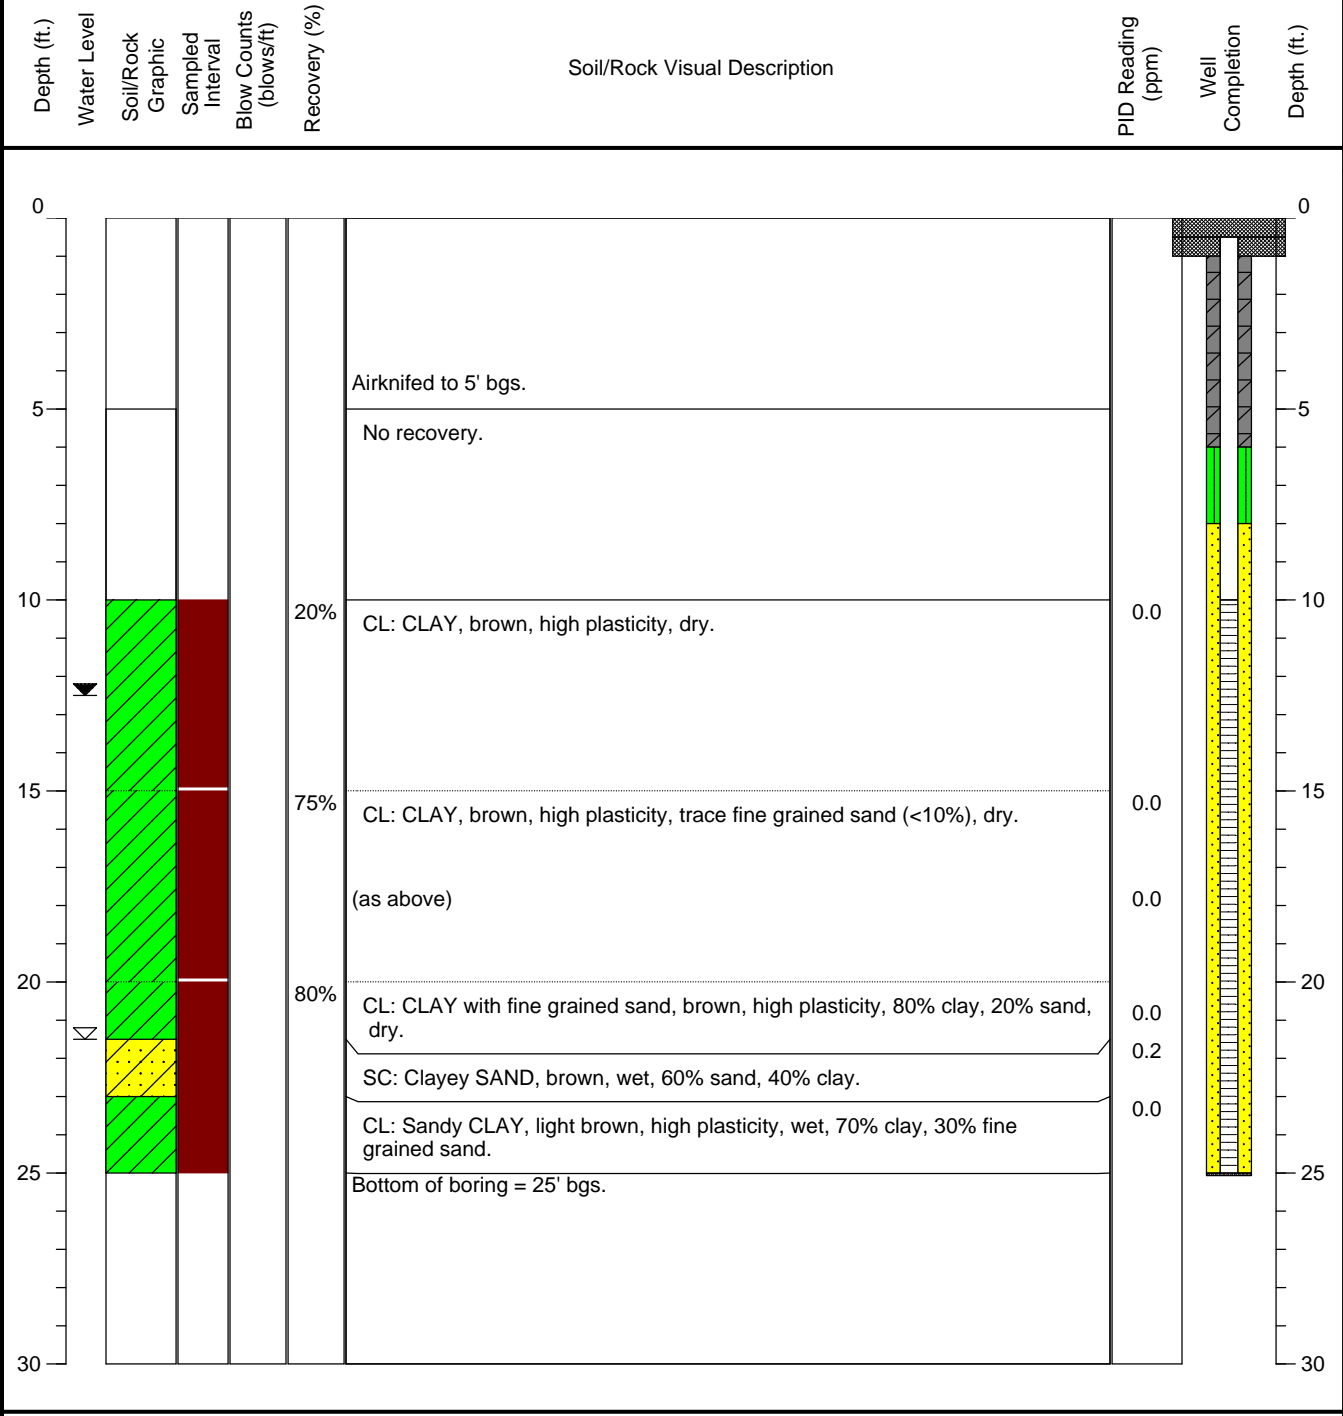 Depth (ft.)
Water Level
Soil/Rock
Graphic
Sampled
Interval
Blow Counts
(blows/ft)
Recovery (%)
Soil/Rock Visual Description
PID Reading
(ppm)
Well
Completion
Depth (ft.)
0
0
Airknifed to 5' bgs.
5
5
No recovery.
10
20%
0.0
10
CL: CLAY, brown, high plasticity, dry.
15
75%
0.0
15
CL: CLAY, brown, high plasticity, trace fine grained sand (<10%), dry.
(as above)
0.0
20
80%
20
CL: CLAY with fine grained sand, brown, high plasticity, 80% clay, 20% sand,
dry.
0.0
0.2
SC: Clayey SAND, brown, wet, 60% sand, 40% clay.
0.0
CL: Sandy CLAY, light brown, high plasticity, wet, 70% clay, 30% fine
grained sand.
25
25
Bottom of boring = 25' bgs.
30
30